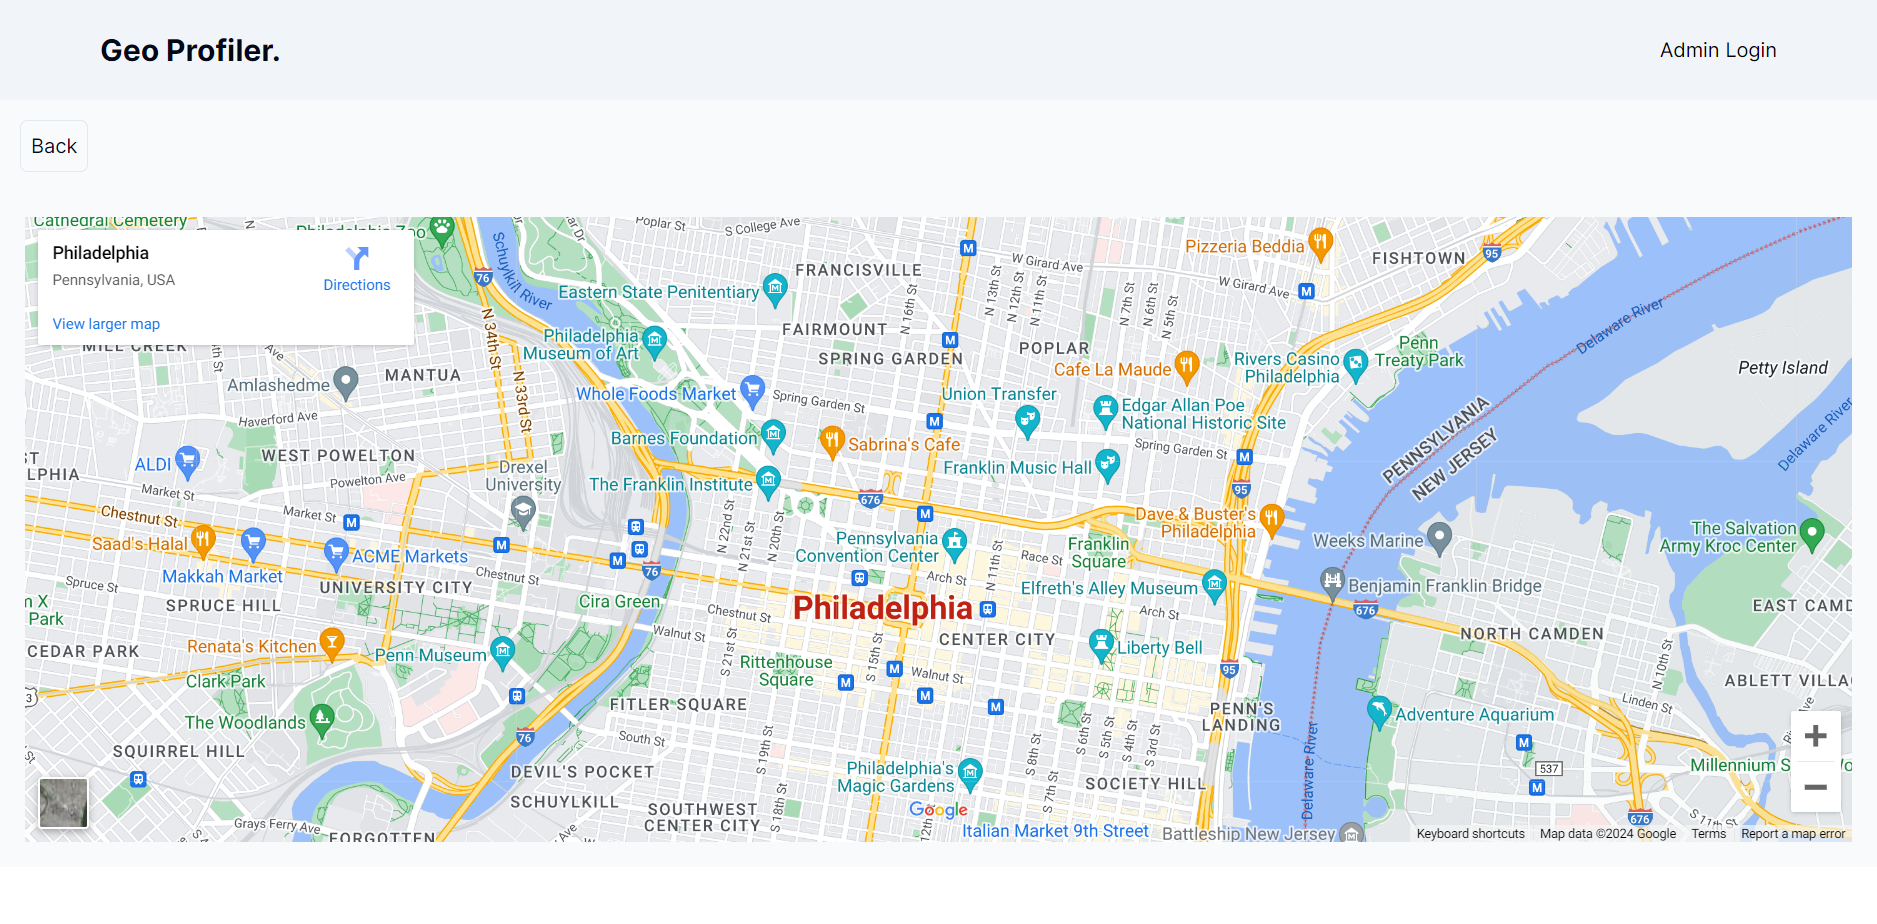 Geo Profiler.
Admin Login
Back
Cathedral Cemetery
Philadelphia Zoo
Philadelphia
Pennsylvania, USA
Directions
View larger map
MILL CREEK
Schuylkill River
Poplar St
S College Ave
W Girard Ave
Pizzeria Beddia
FISHTOWN
95
Delaware River
76
FRANCISVILLE
Eastern State Penitentiary
N 16th St
N 13th St
N 12th St
N 11th St
N 7th St
N 6th St
N 5th St
W Girard Ave
N 34th St
FAIRMOUNT
Philadelphia
Museum of Art
SPRING GARDEN
POPLAR
Cafe La Maude
Rivers Casino
Philadelphia
Penn
Treaty Park
Petty Island
Amlashedme
MANTUA
N 33rd St
Whole Foods Market
Spring Garden St
Union Transfer
Edgar Allan Poe
National Historic Site
PENNSYLVANIA
NEW JERSEY
Delaware River
Haverford Ave
Barnes Foundation
Sabrina's Cafe
Spring Garden St
ALDI
WEST POWELTON
Powelton Ave
Drexel
University
The Franklin Institute
Franklin Music Hall
676
95
Market St
Chestnut St
Market St
N 22nd St
N 21st St
N 20th St
Dave & Buster's
Philadelphia
Saad's Halal
ACME Markets
Makkah Market
UNIVERSITY CITY
Chestnut St
76
Pennsylvania
Convention Center
N 11th St
Race St
Franklin
Square
Weeks Marine
The Salvation
Army Kroc Center
Spruce St
SPRUCE HILL
Cira Green
Arch St
Elfreth's Alley Museum
Arch St
Benjamin Franklin Bridge
676
EAST CAMD
n X
Park
Chestnut St
Philadelphia
Walnut St
CENTER CITY
Liberty Bell
NORTH CAMDEN
CEDAR PARK
Renata's Kitchen
Penn Museum
S 21st St
Rittenhouse
Square
S 15th St
Walnut St
95
N 10th St
Clark Park
ABLETT VILLA
The Woodlands
FITLER SQUARE
PENN'S
LANDING
Adventure Aquarium
Linden St
SQUIRREL HILL
76
South St
S 19th St
S 8th St
S 6th St
S 5th St
S 4th St
S 3rd St
Delaware River
537
Millennium S
DEVIL'S POCKET
Philadelphia's
Magic Gardens
SOCIETY HILL
SCHUYLKILL
SOUTHWEST
CENTER CITY
S 18th St
S 7th St
Google
Grays Ferry Ave
FORGOTTEN
12th St
Italian Market 9th Street
Battleship New Jersey
676
S 11th St
Keyboard shortcuts
Map data ©2024 Google
Terms
Report a map error